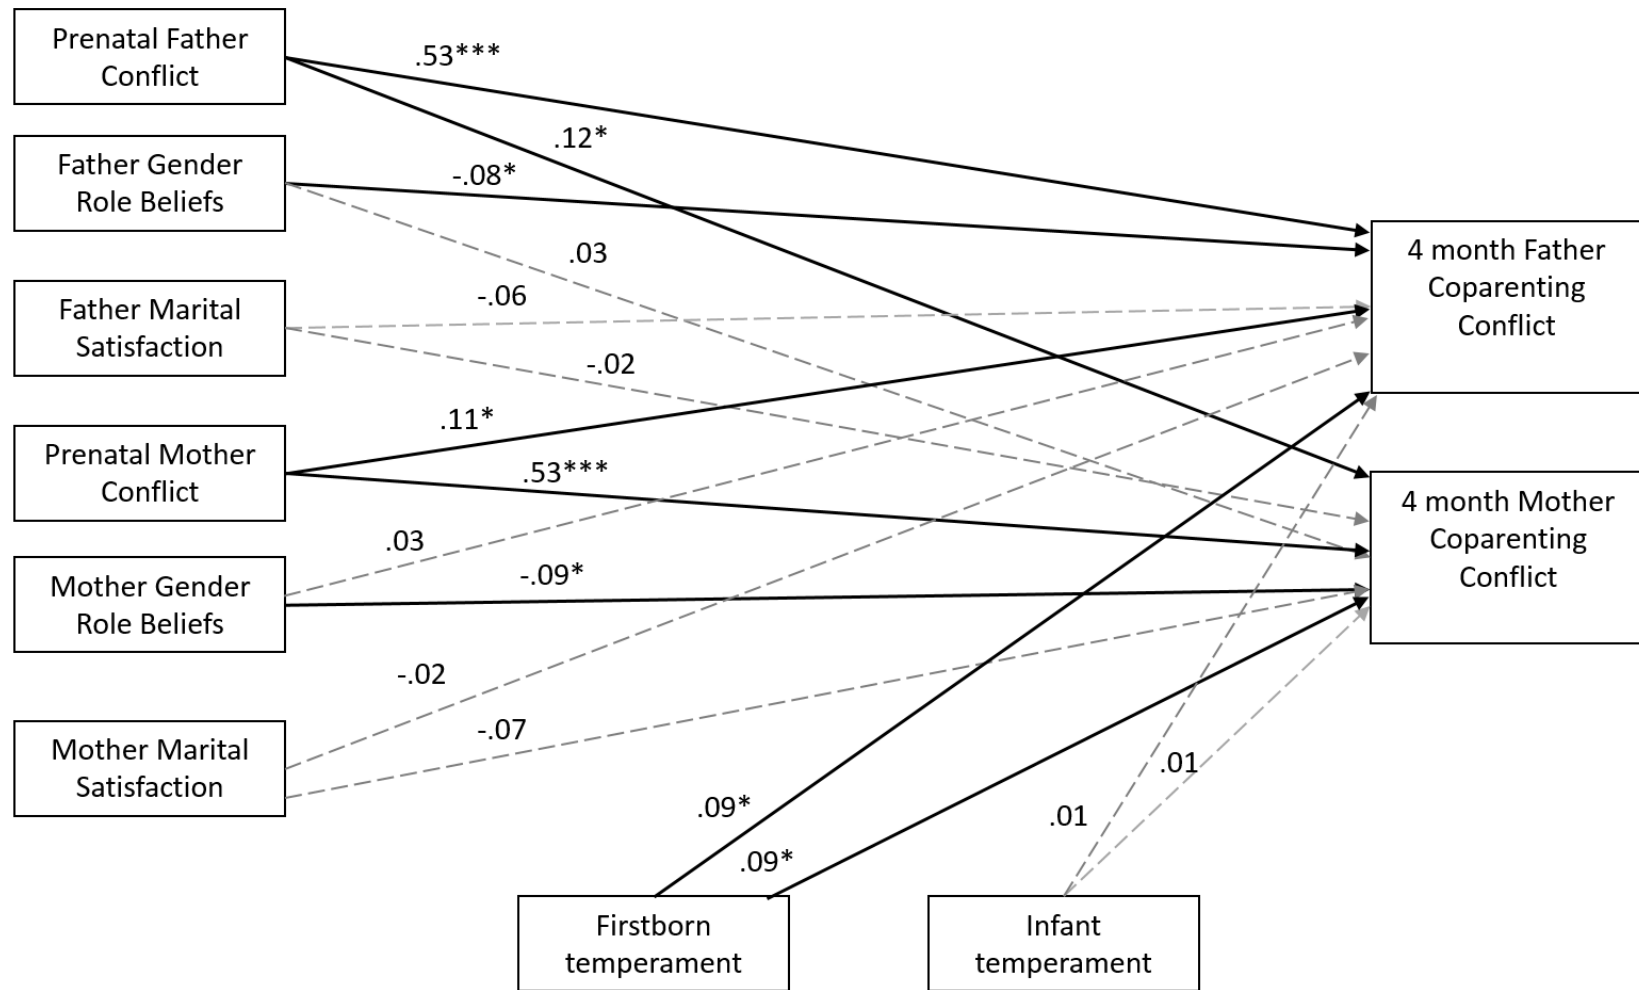 Prenatal Father
Conflict
.53***
.12*
Father Gender
Role Beliefs
-.08*
.03
Father Marital
Satisfaction
-.06
-.02
4 month Father
Coparenting
Conflict
Prenatal Mother
Conflict
.11*
.53***
4 month Mother
Coparenting
Conflict
Mother Gender
Role Beliefs
.03
-.09*
Mother Marital
Satisfaction
-.02
-.07
.09*
.09*
.01
.01
Firstborn
temperament
Infant
temperament